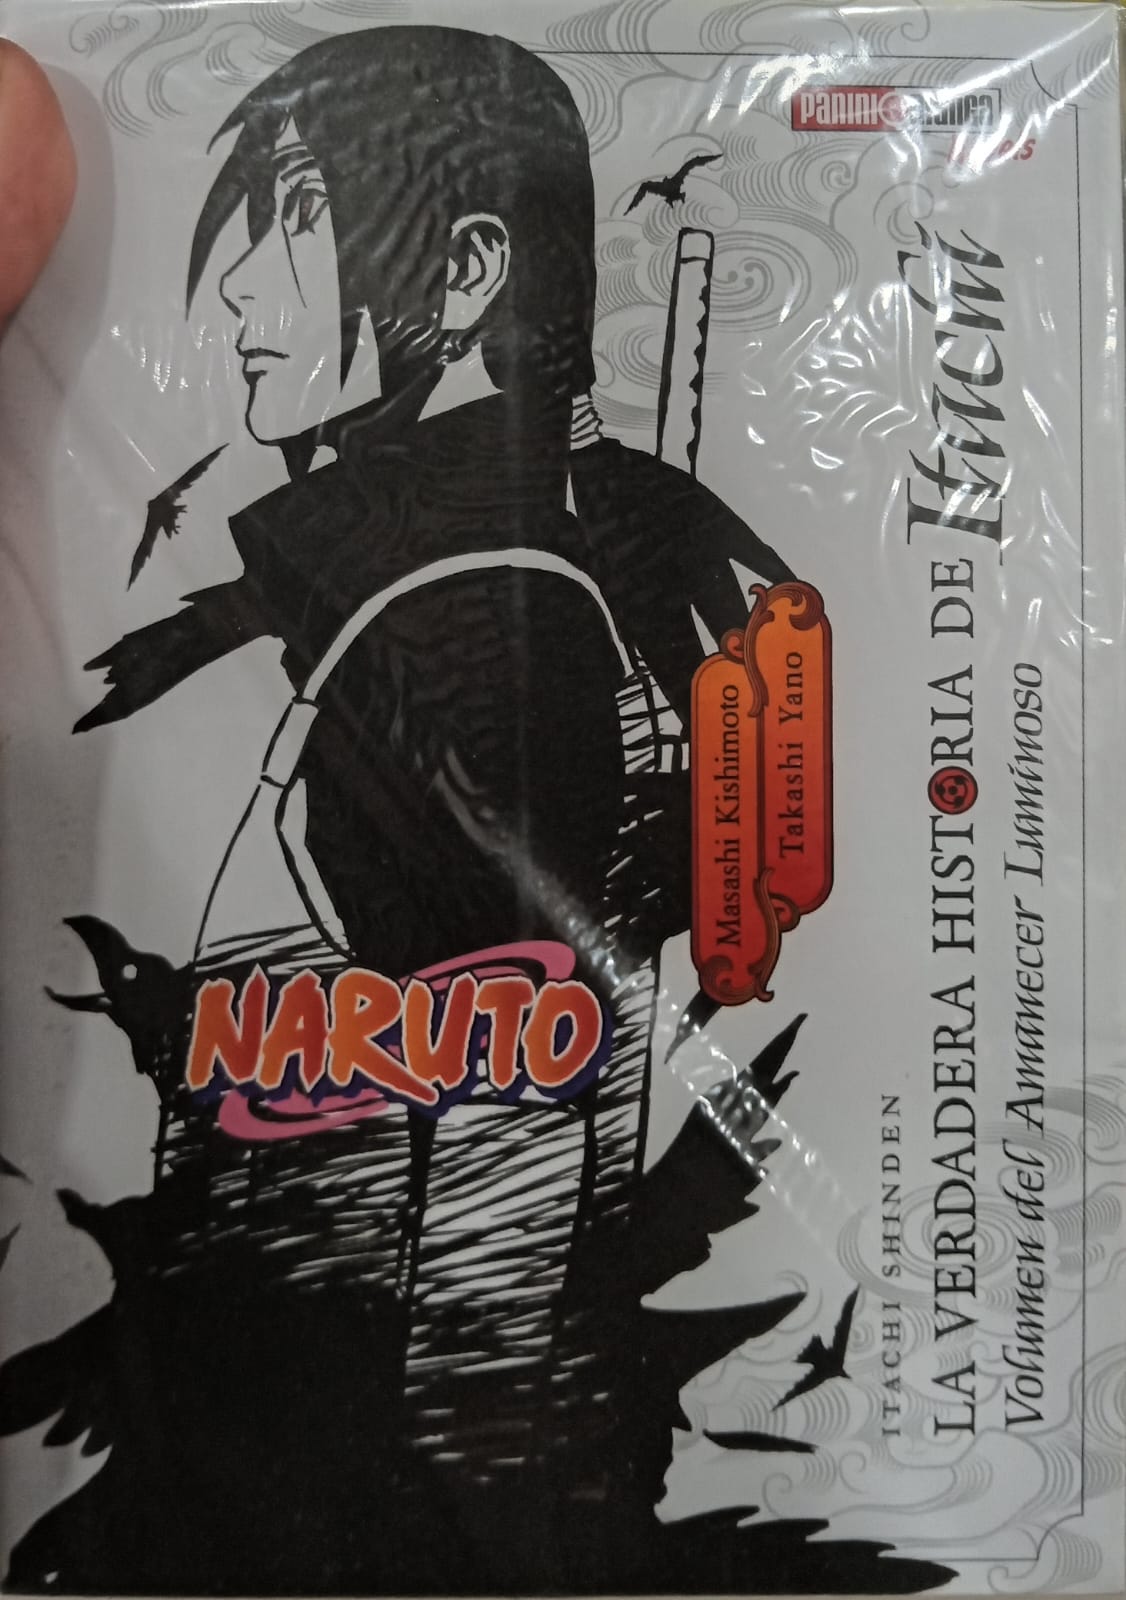 PANINI manga
ITACHI SHINDEN
LA VERDADERA HISTORIA DE Itachi
Volumen del Amanecer Luminoso
Masashi Kishimoto
Takashi Yano
NARUTO